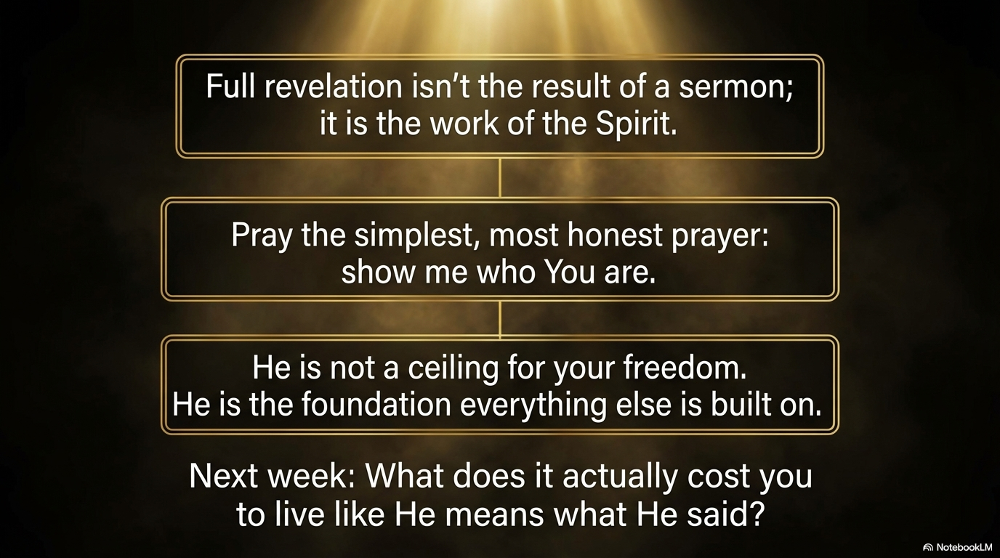 Full revelation isn’t the result of a sermon;
it is the work of the Spirit.
Pray the simplest, most honest prayer:
show me who You are.
He is not a ceiling for your freedom.
He is the foundation everything else is built on.
Next week: What does it actually cost you
to live like He means what He said?
NotebookLM